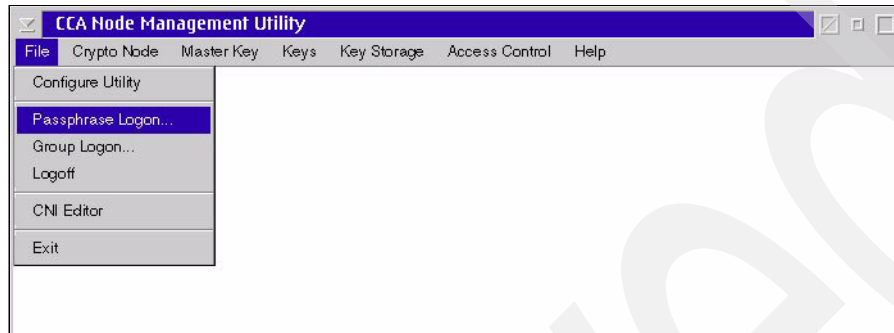 CCA Node Management Utility
File Crypto Node Master Key Keys Key Storage Access Control Help
Configure Utility
Passphrase Logon...
Group Logon...
Logoff
CNI Editor
Exit